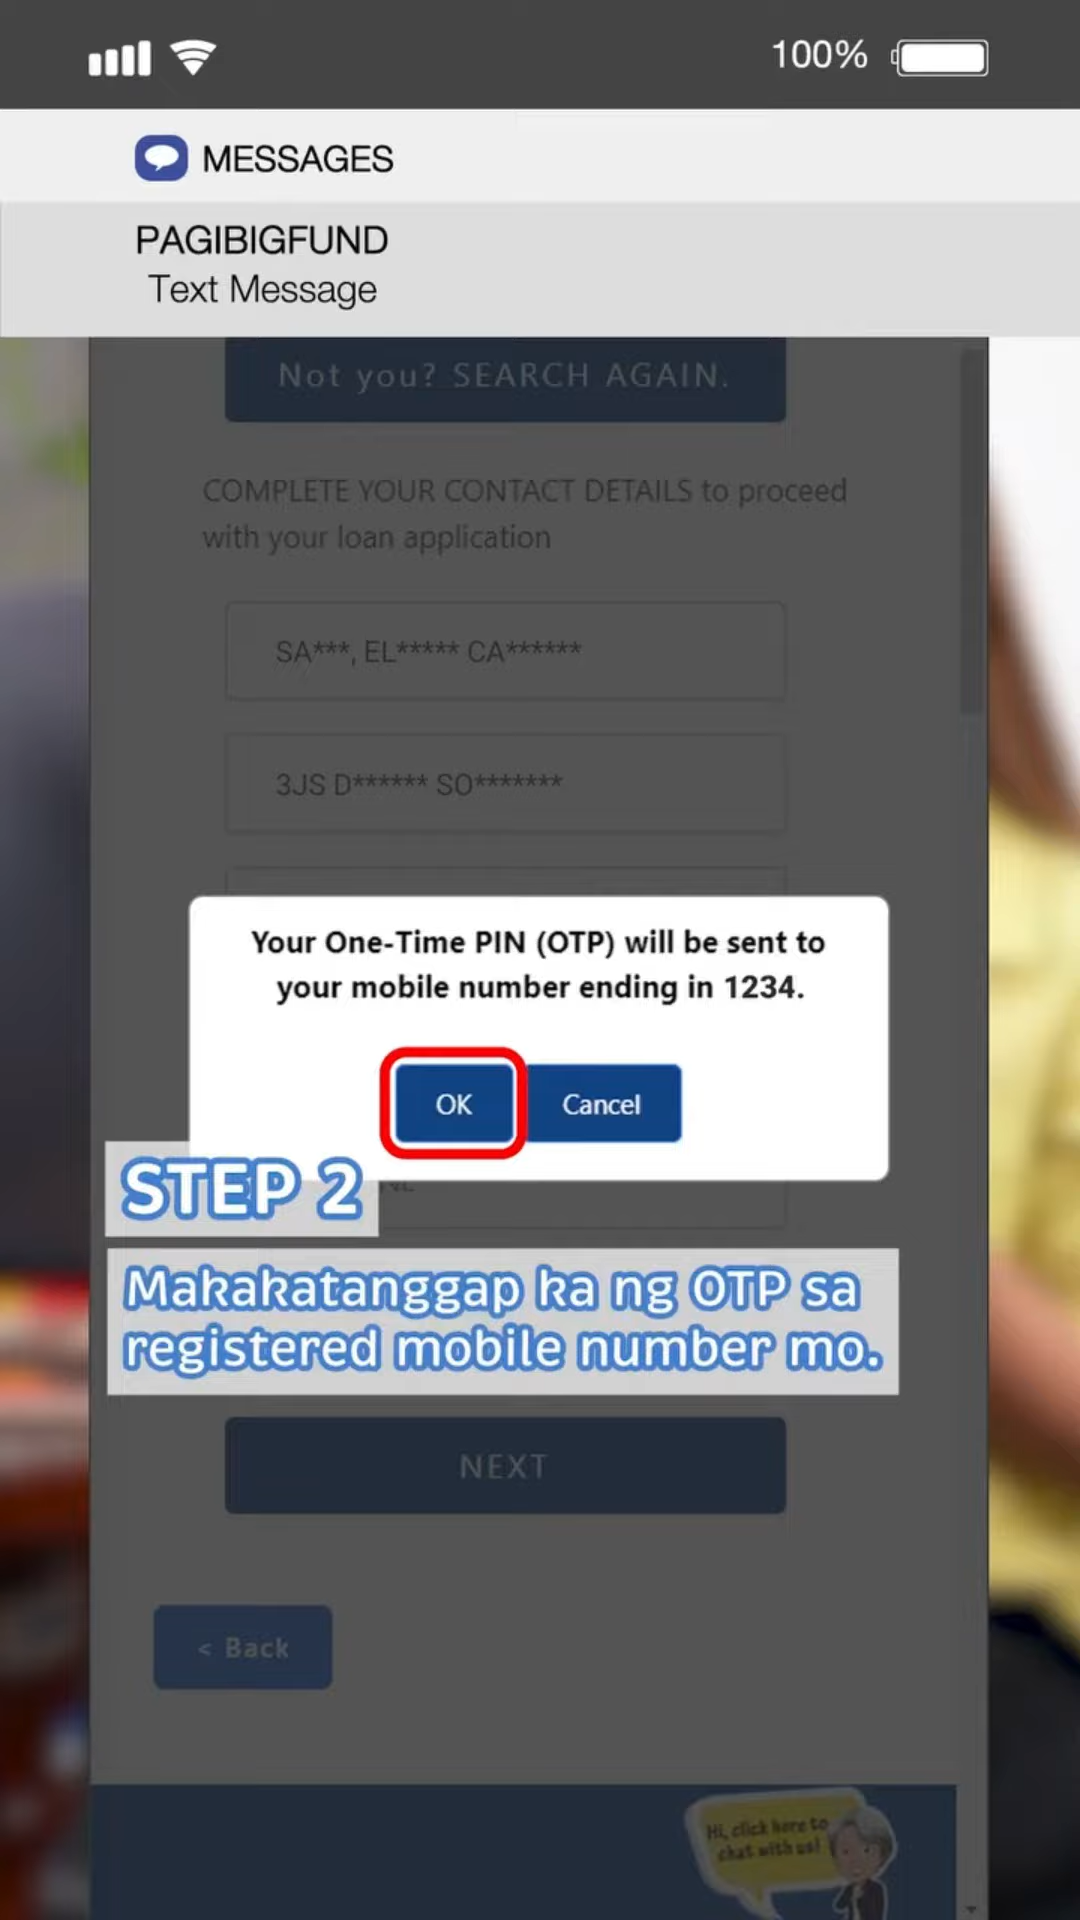 100%
MESSAGES
PAGIBIGFUND
Text Message
Not you? SEARCH AGAIN.
COMPLETE YOUR CONTACT DETAILS to proceed
with your loan application
SA***, EL***** CA******
3JS D****** SO*******
Your One-Time PIN (OTP) will be sent to
your mobile number ending in 1234.
OK
Cancel
STEP 2
Makakatanggap ka ng OTP sa
registered mobile number mo.
NEXT
< Back
Hi, click here to
chat with us!